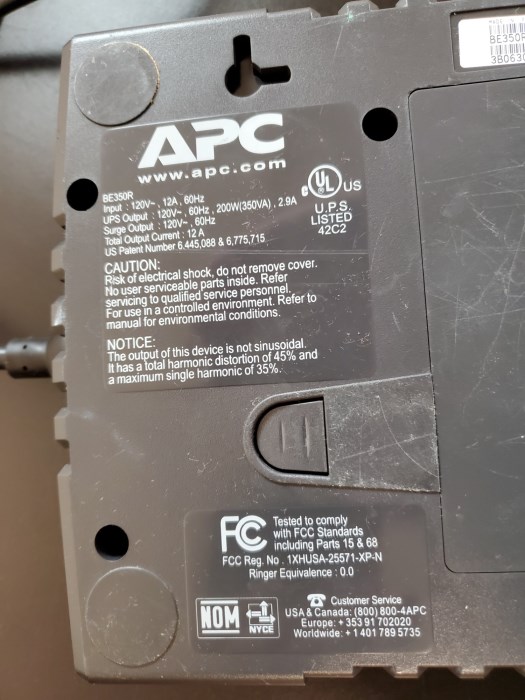 BE350R
3B0630
APC
www.apc.com
BE350R
Input : 120V~, 12A, 60Hz
UPS Output : 120V~, 60Hz, 200W(350VA), 2.9A
Surge Output : 120V~, 60Hz
Total Output Current : 12 A
US Patent Number 6,445,088 & 6,775,715
c UL US
U.P.S.
LISTED
42C2
CAUTION:
Risk of electrical shock, do not remove cover.
No user serviceable parts inside. Refer
servicing to qualified service personnel.
For use in a controlled environment. Refer to
manual for environmental conditions.
NOTICE:
The output of this device is not sinusoidal.
It has a total harmonic distortion of 45% and
a maximum single harmonic of 35%.
FC
Tested to comply
with FCC Standards
including Parts 15 & 68
FCC Reg. No . 1XHUSA-25571-XP-N
Ringer Equivalence : 0.0
NOM
NYCE
Customer Service
USA & Canada: (800) 800-4APC
Europe: + 353 91 702020
Worldwide: + 1 401 789 5735